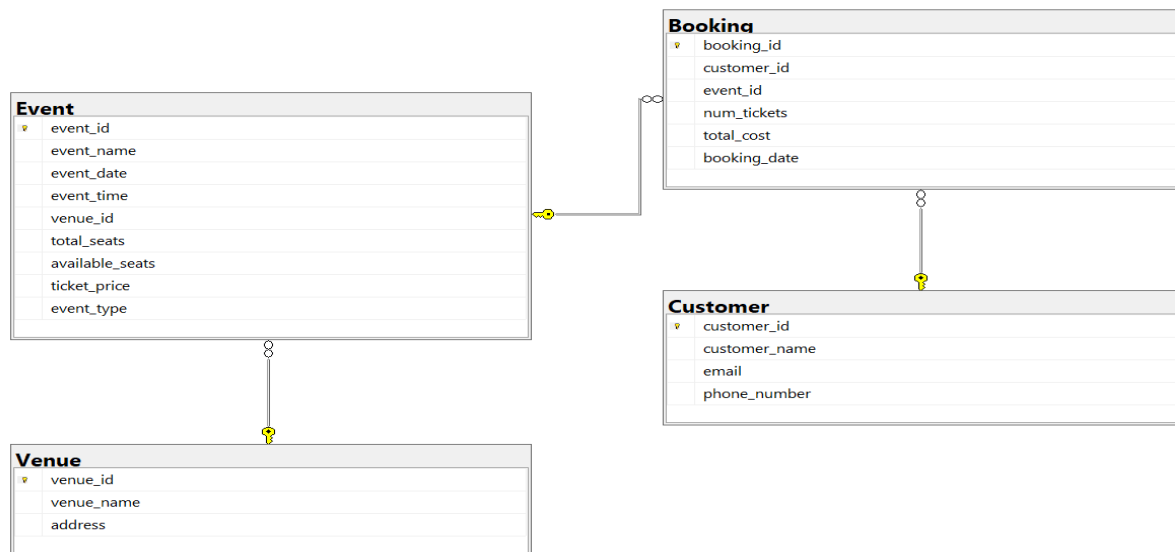 Event
event_id
event_name
event_date
event_time
venue_id
total_seats
available_seats
ticket_price
event_type
Booking
booking_id
customer_id
event_id
num_tickets
total_cost
booking_date
Customer
customer_id
customer_name
email
phone_number
Venue
venue_id
venue_name
address